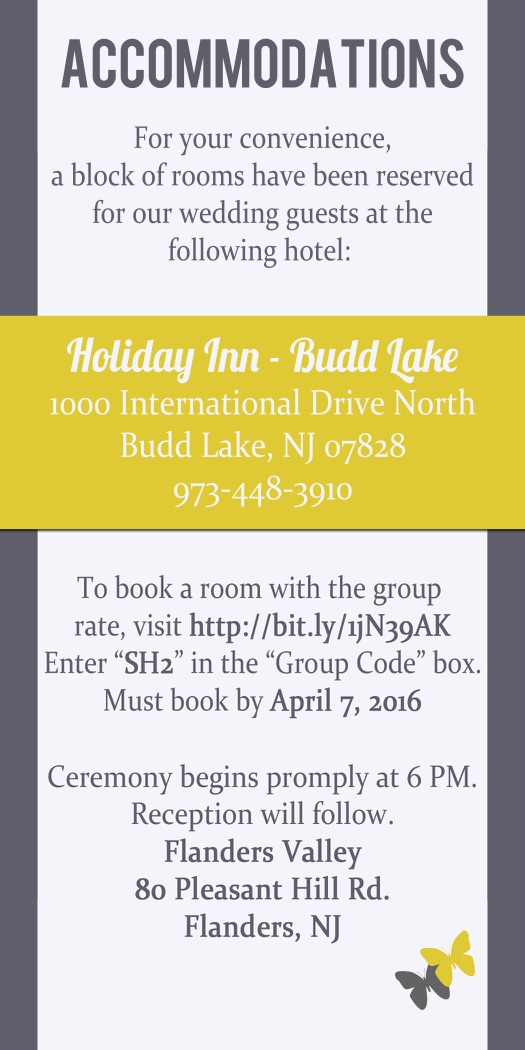 ACCOMMODATIONS
For your convenience,
a block of rooms have been reserved
for our wedding guests at the
following hotel:
Holiday Inn - Budd Lake
1000 International Drive North
Budd Lake, NJ 07828
973-448-3910
To book a room with the group
rate, visit http://bit.ly/1jN39AK
Enter “SH2” in the “Group Code” box.
Must book by April 7, 2016
Ceremony begins promply at 6 PM.
Reception will follow.
Flanders Valley
80 Pleasant Hill Rd.
Flanders, NJ